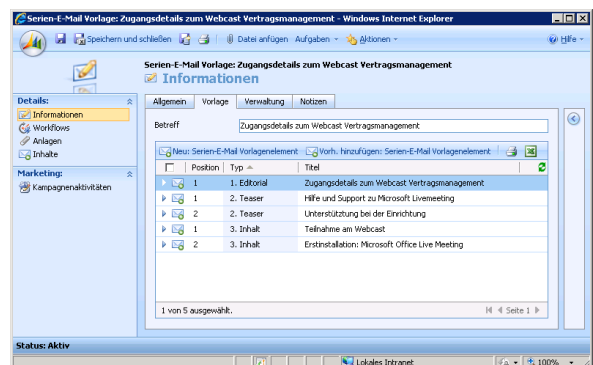 Serien-E-Mail Vorlage: Zugangsdetails zum Webcast Vertragsmanagement - Windows Internet Explorer
Speichern und schließen Datei anfügen Aufgaben Aktionen Hilfe
Serien-E-Mail Vorlage: Zugangsdetails zum Webcast Vertragsmanagement
Informationen
Details:
Informationen
Workflows
Anlagen
Inhalte
Marketing:
Kampagnenaktivitäten
Allgemein Vorlage Verwaltung Notizen
Betreff Zugangsdetails zum Webcast Vertragsmanagement
Neu: Serien-E-Mail Vorlagenelement Vorh. hinzufügen: Serien-E-Mail Vorlagenelement
Position Typ Titel
1 1. Editorial Zugangsdetails zum Webcast Vertragsmanagement
1 2. Teaser Hilfe und Support zu Microsoft Livemeeting
2 2. Teaser Unterstütztung bei der Einrichtung
1 3. Inhalt Teilnahme am Webcast
2 3. Inhalt Erstinstallation: Microsoft Office Live Meeting
1 von 5 ausgewählt. Seite 1
Status: Aktiv
Lokales Intranet 100%